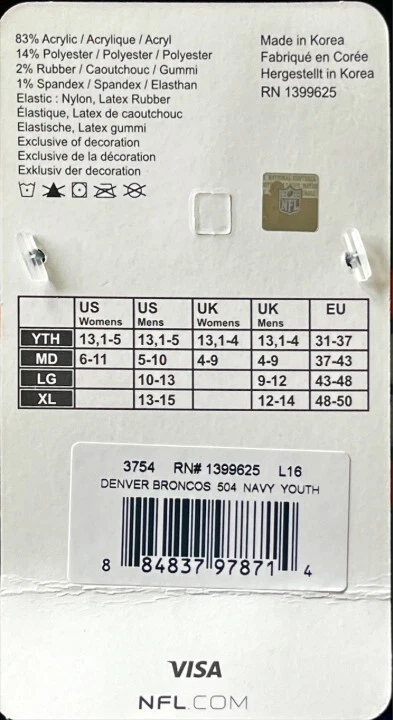 83% Acrylic / Acrylique / Acryl
14% Polyester / Polyester / Polyester
2% Rubber / Caoutchouc / Gummi
1% Spandex / Spandex / Elasthan
Elastic : Nylon, Latex Rubber
Élastique, Latex de caoutchouc
Elastische, Latex gummi
Exclusive of decoration
Exclusive de la décoration
Exklusiv der decoration
Made in Korea
Fabriqué en Corée
Hergestellt in Korea
RN 1399625
NATIONAL FOOTBALL
NFL
US Womens US Mens UK Womens UK Mens EU
YTH 13,1-5 13,1-5 13,1-4 13,1-4 31-37
MD 6-11 5-10 4-9 4-9 37-43
LG 10-13 9-12 43-48
XL 13-15 12-14 48-50
3754 RN# 1399625 L16
DENVER BRONCOS 504 NAVY YOUTH
8 84837 97871 4
VISA
NFL.COM